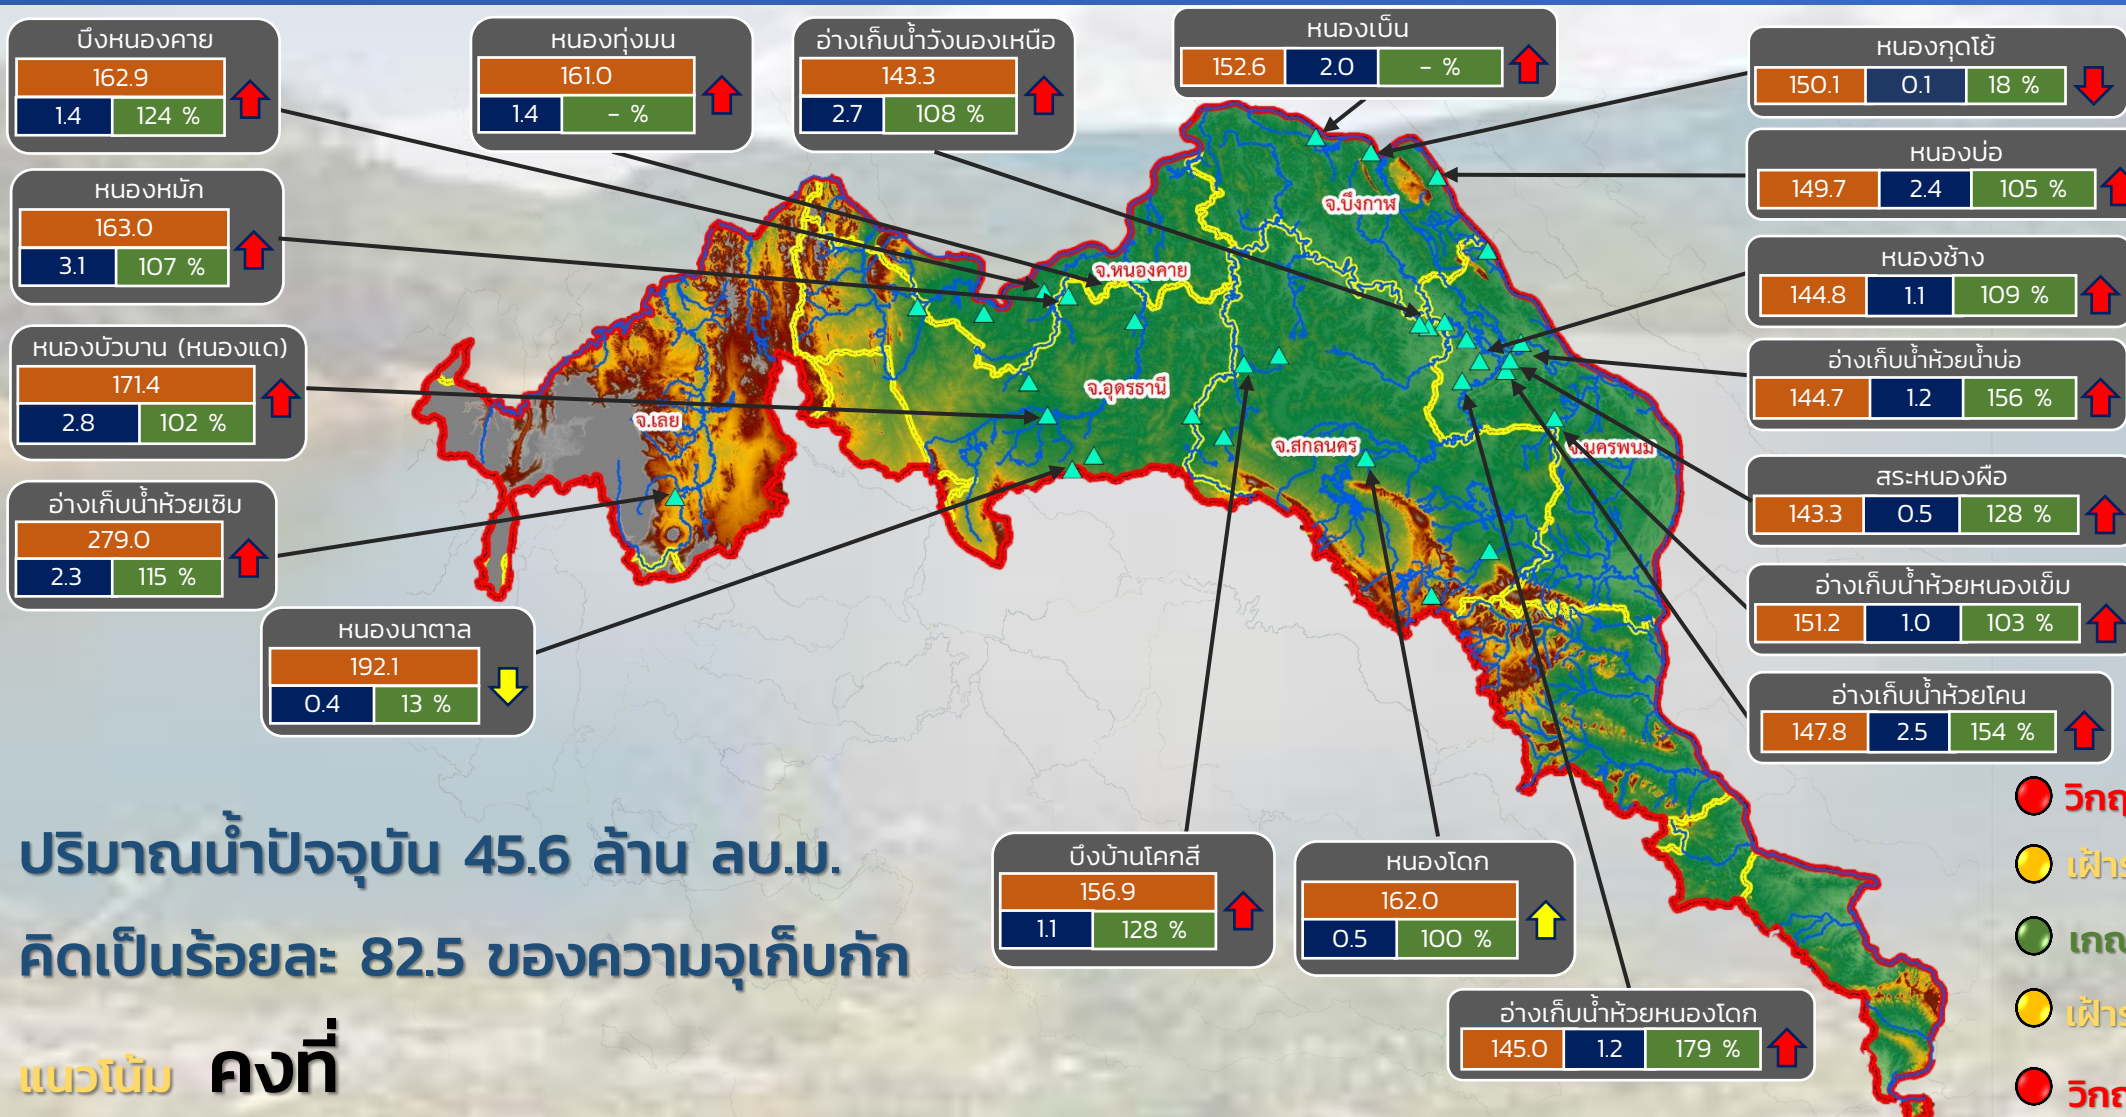 บึงหนองคาย
162.9
1.4 124 %
หนองทุ่งมน
161.0
1.4 - %
อ่างเก็บน้ำวังนองเหนือ
143.3
2.7 108 %
หนองเบ็น
152.6 2.0 - %
หนองกุดโย้
150.1 0.1 18 %
หนองหมัก
163.0
3.1 107 %
หนองบ่อ
149.7 2.4 105 %
หนองช้าง
144.8 1.1 109 %
หนองบัวบาน (หนองแด)
171.4
2.8 102 %
อ่างเก็บน้ำห้วยน้ำบ่อ
144.7 1.2 156 %
อ่างเก็บน้ำห้วยเซิม
279.0
2.3 115 %
สระหนองผือ
143.3 0.5 128 %
อ่างเก็บน้ำห้วยหนองเข็ม
151.2 1.0 103 %
หนองนาตาล
192.1
0.4 13 %
อ่างเก็บน้ำห้วยโคน
147.8 2.5 154 %
จ.บึงกาฬ
จ.หนองคาย
จ.อุดรธานี
จ.เลย
จ.สกลนคร
จ.นครพนม
บึงบ้านโคกสี
156.9
1.1 128 %
หนองโดก
162.0
0.5 100 %
อ่างเก็บน้ำห้วยหนองโดก
145.0 1.2 179 %
ปริมาณน้ำปัจจุบัน 45.6 ล้าน ลบ.ม.
คิดเป็นร้อยละ 82.5 ของความจุเก็บกัก
แนวโน้ม คงที่